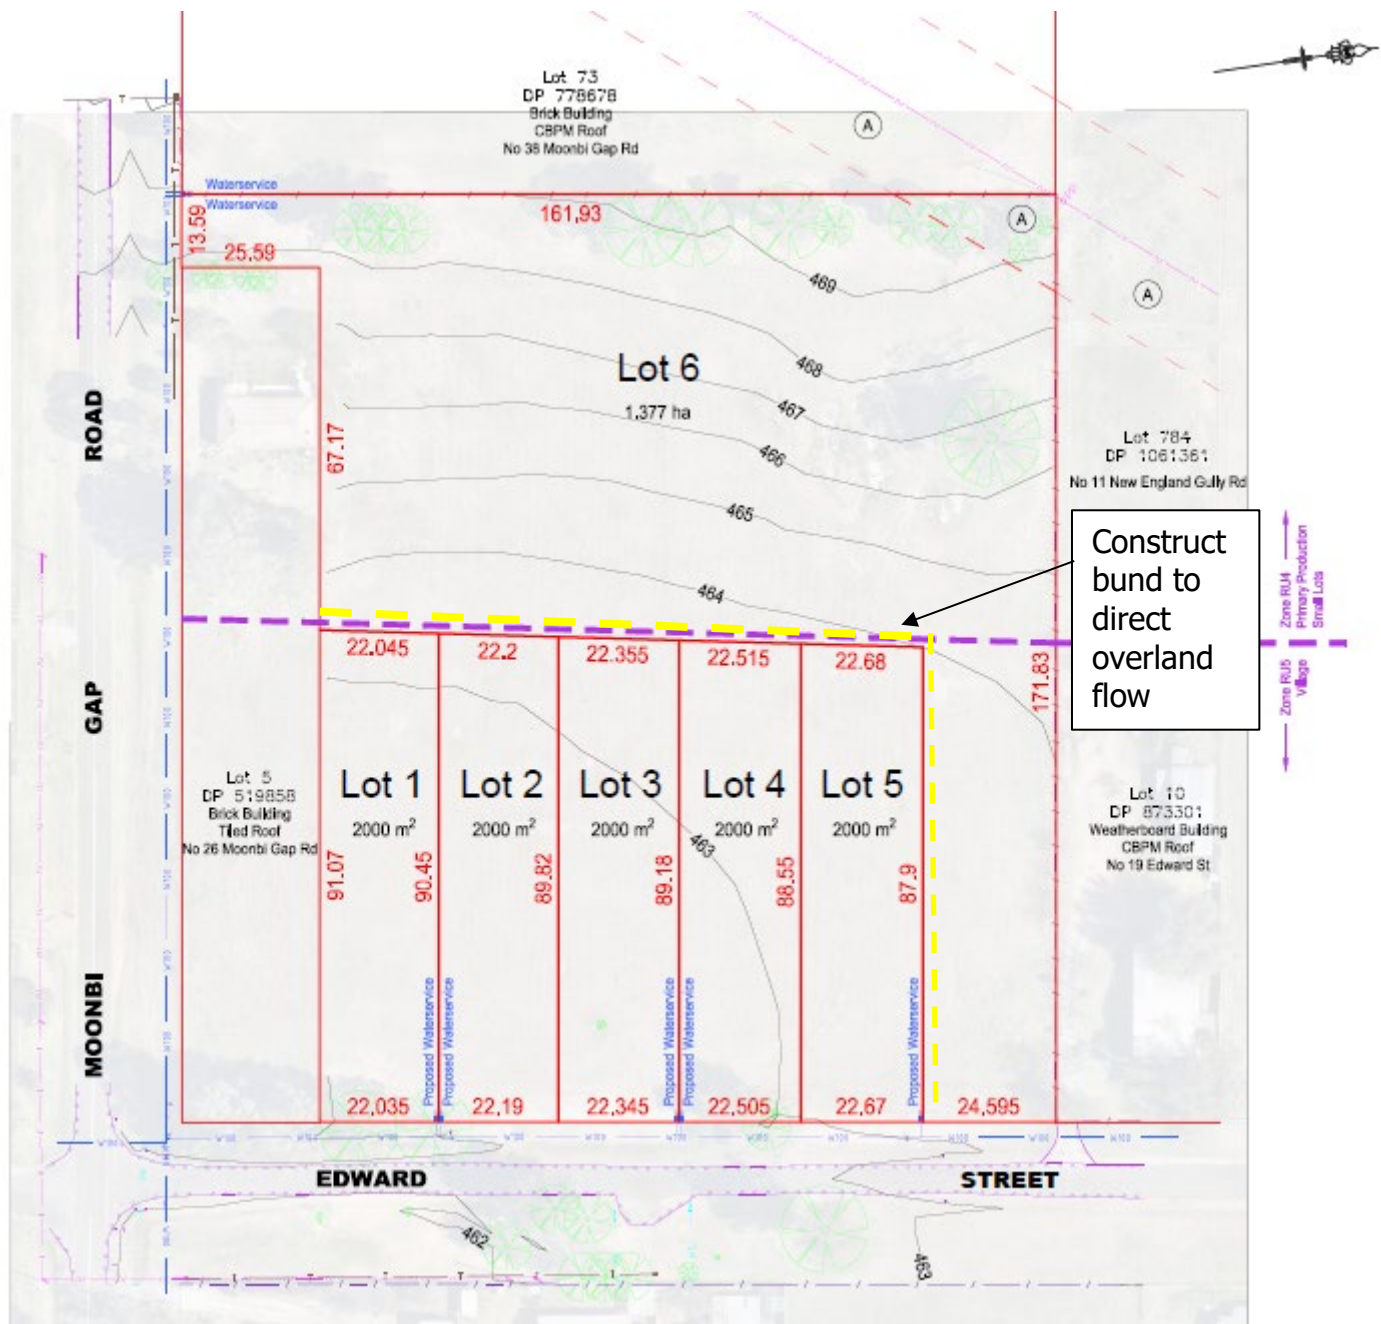 Lot 73
DP 778678
Brick Building
CBPM Roof
No 38 Moonbi Gap Rd
A
Waterservice
Waterservice
13.59
25.59
161,93
A
469
A
468
Lot 6
1.377 ha
467
ROAD
67.17
466
Lot 784
DP 1061361
No 11 New England Gully Rd
465
Construct
bund to
direct
overland
flow
Zone RU4
Primary Production
Small Lots
464
22.045
22.2
22.355
22.515
22.68
171.83
Zone RU5
Village
GAP
Lot 5
DP 519858
Brick Building
Tiled Roof
No 26 Moonbi Gap Rd
Lot 1
2000 m²
Lot 2
2000 m²
Lot 3
2000 m²
Lot 4
2000 m²
Lot 5
2000 m²
463
Lot 10
DP 873301
Weatherboard Building
CBPM Roof
No 19 Edward St
91.07
90.45
89.82
89.18
88.55
87.9
MOONBI
Proposed Waterservice
Proposed Waterservice
Proposed Waterservice
Proposed Waterservice
Proposed Waterservice
22,035
22,19
22,345
22,505
22,67
24,595
EDWARD
STREET
462
463